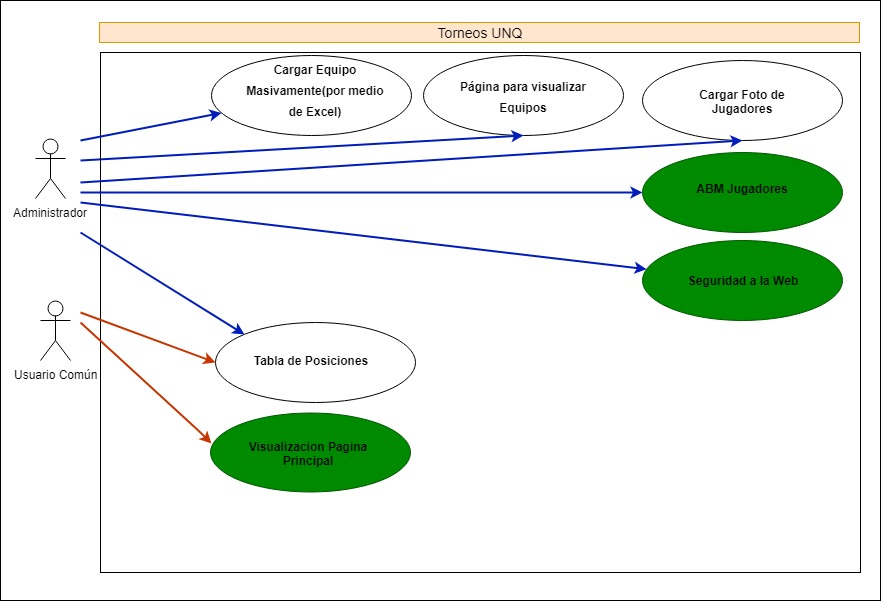 Torneos UNQ
Cargar Equipo
Masivamente(por medio
de Excel)
Página para visualizar
Equipos
Cargar Foto de
Jugadores
ABM Jugadores
Administrador
Seguridad a la Web
Tabla de Posiciones
Usuario Común
Visualizacion Pagina
Principal